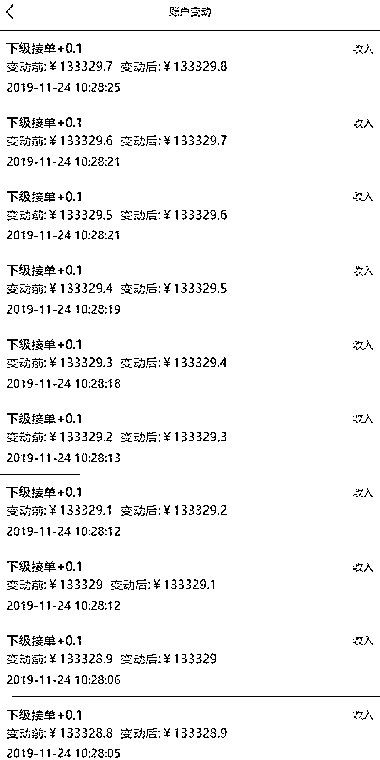 账户变动
下级接单+0.1 收入
变动前:￥133329.7 变动后:￥133329.8
2019-11-24 10:28:25
下级接单+0.1 收入
变动前:￥133329.6 变动后:￥133329.7
2019-11-24 10:28:21
下级接单+0.1 收入
变动前:￥133329.5 变动后:￥133329.6
2019-11-24 10:28:21
下级接单+0.1 收入
变动前:￥133329.4 变动后:￥133329.5
2019-11-24 10:28:19
下级接单+0.1 收入
变动前:￥133329.3 变动后:￥133329.4
2019-11-24 10:28:18
下级接单+0.1 收入
变动前:￥133329.2 变动后:￥133329.3
2019-11-24 10:28:13
下级接单+0.1 收入
变动前:￥133329.1 变动后:￥133329.2
2019-11-24 10:28:12
下级接单+0.1 收入
变动前:￥133329 变动后:￥133329.1
2019-11-24 10:28:12
下级接单+0.1 收入
变动前:￥133328.9 变动后:￥133329
2019-11-24 10:28:06
下级接单+0.1 收入
变动前:￥133328.8 变动后:￥133328.9
2019-11-24 10:28:05